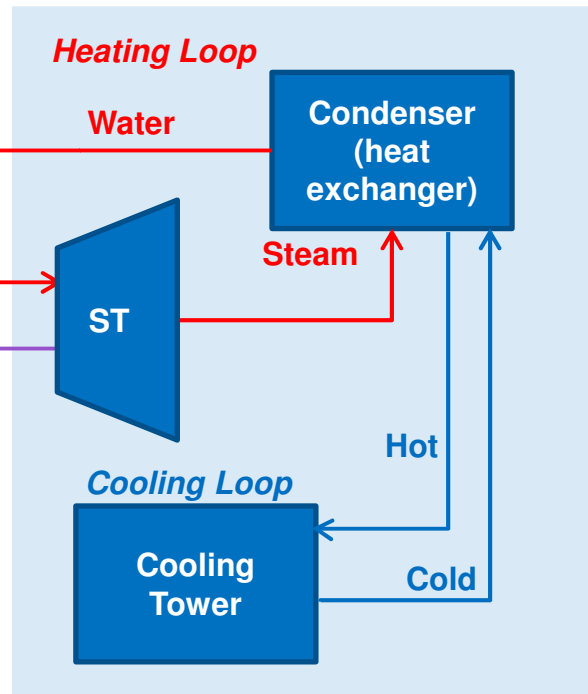 Heating Loop
Water
Condenser
(heat
exchanger)
Steam
ST
Hot
Cooling Loop
Cooling
Tower
Cold